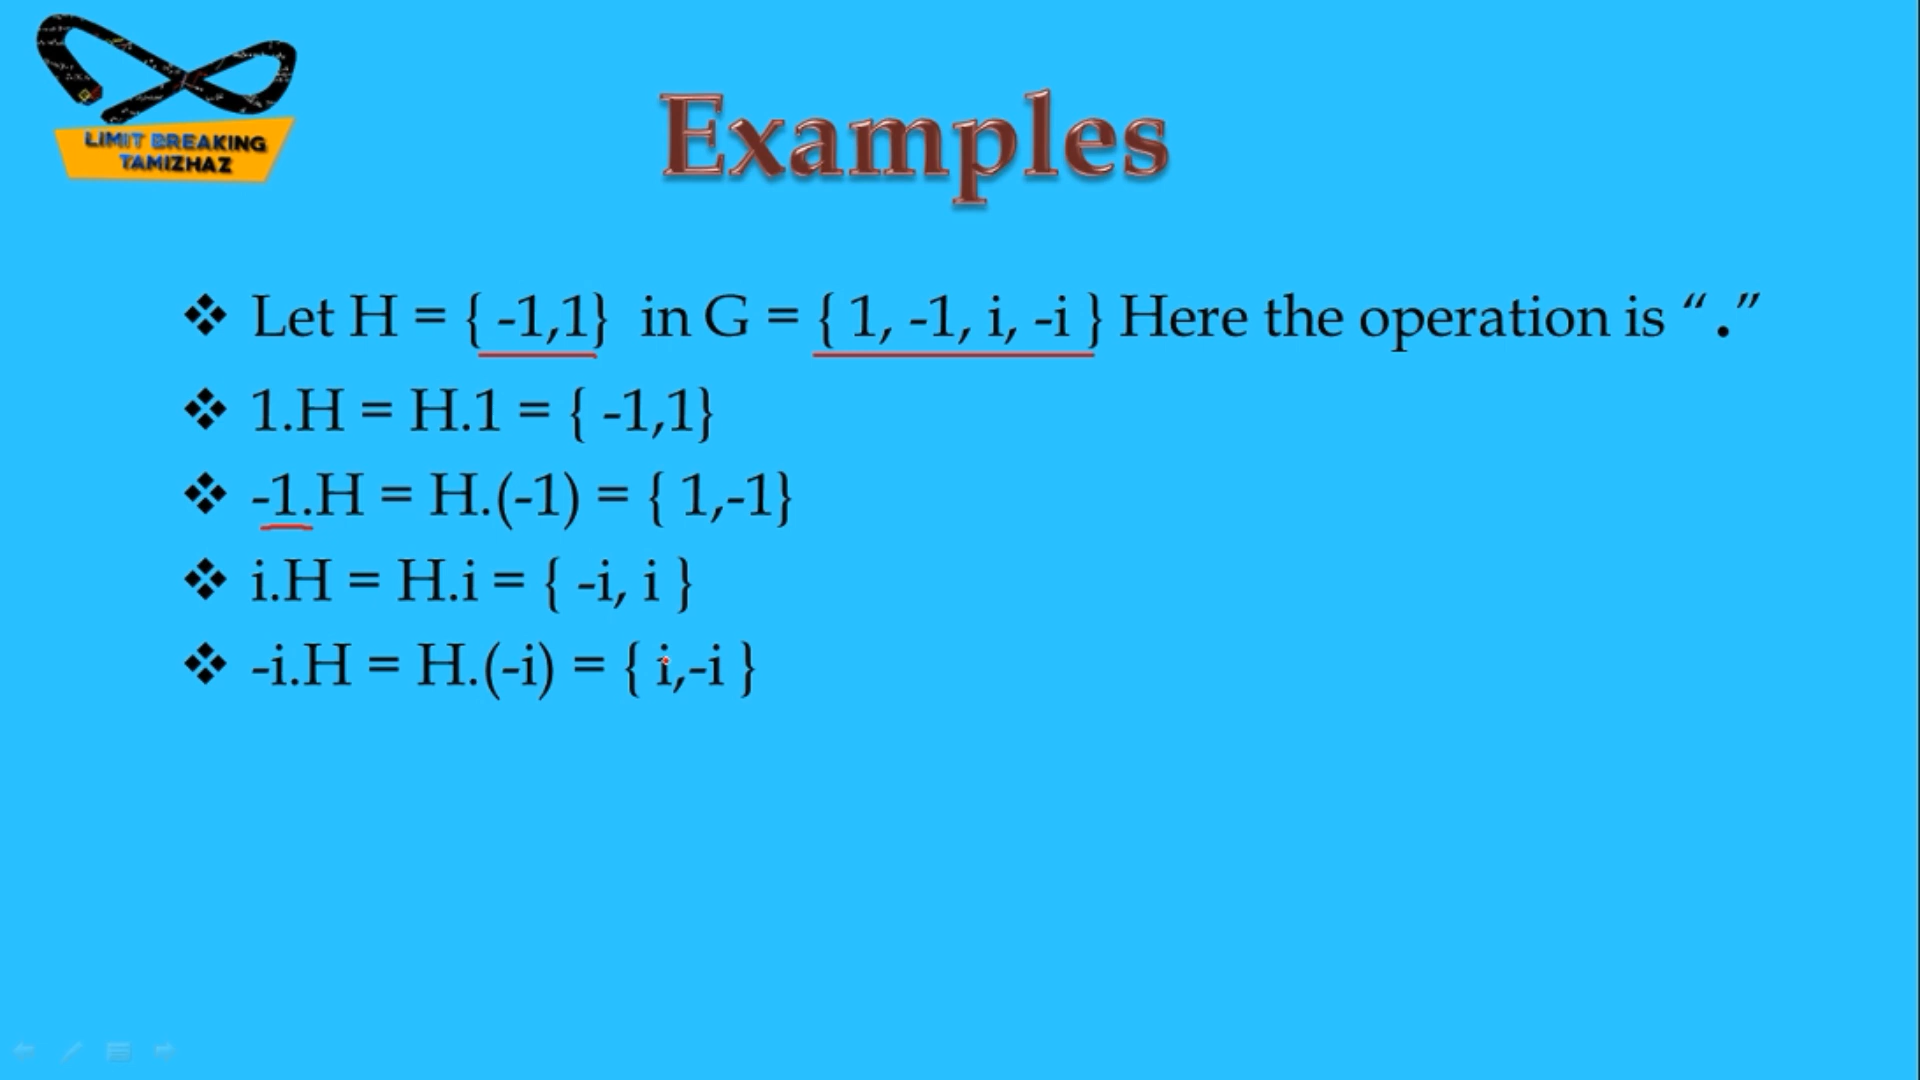 LIMIT BREAKING
TAMIZHAZ
Examples
Let H = { -1,1} in G = { 1, -1, i, -i } Here the operation is “.”
1.H = H.1 = { -1,1}
-1.H = H.(-1) = { 1,-1}
i.H = H.i = { -i, i }
-i.H = H.(-i) = { i,-i }